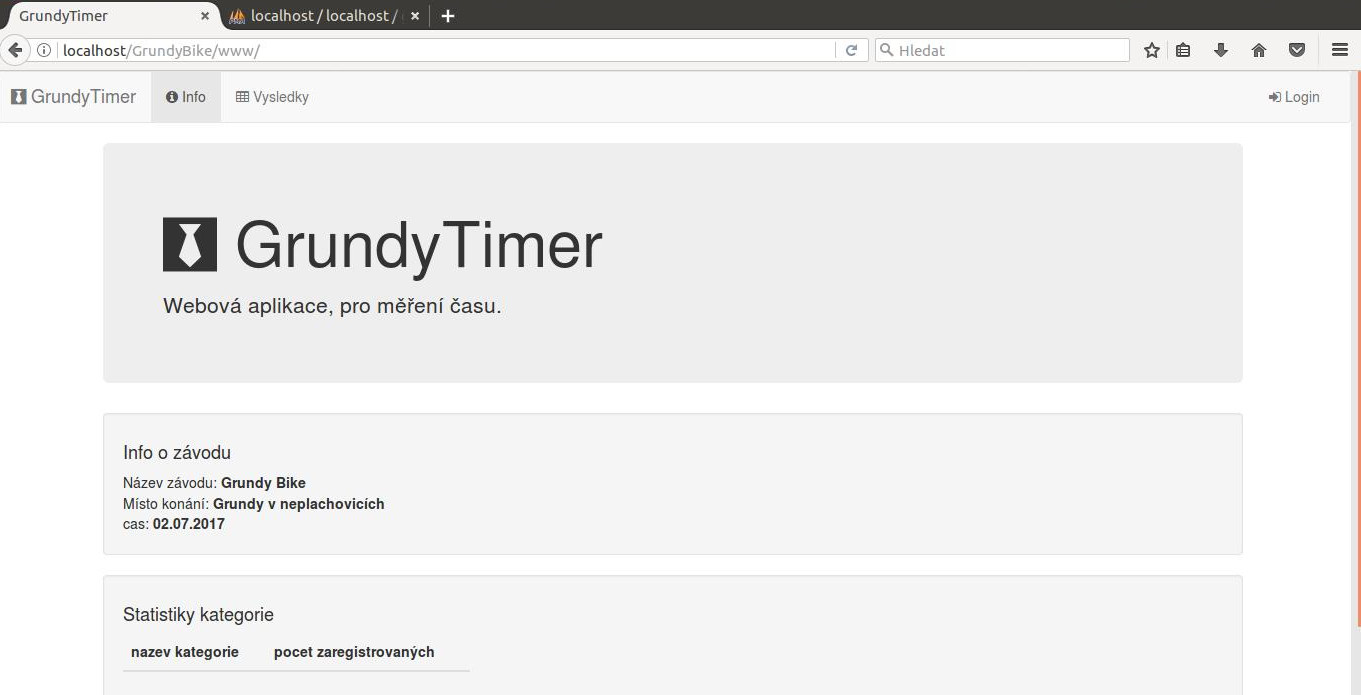 GrundyTimer
localhost / localhost /
localhost/GrundyBike/www/
Hledat
GrundyTimer
Info
Vysledky
Login
GrundyTimer
Webová aplikace, pro měření času.
Info o závodu
Název závodu: Grundy Bike
Místo konání: Grundy v neplachovicích
cas: 02.07.2017
Statistiky kategorie
nazev kategorie pocet zaregistrovaných